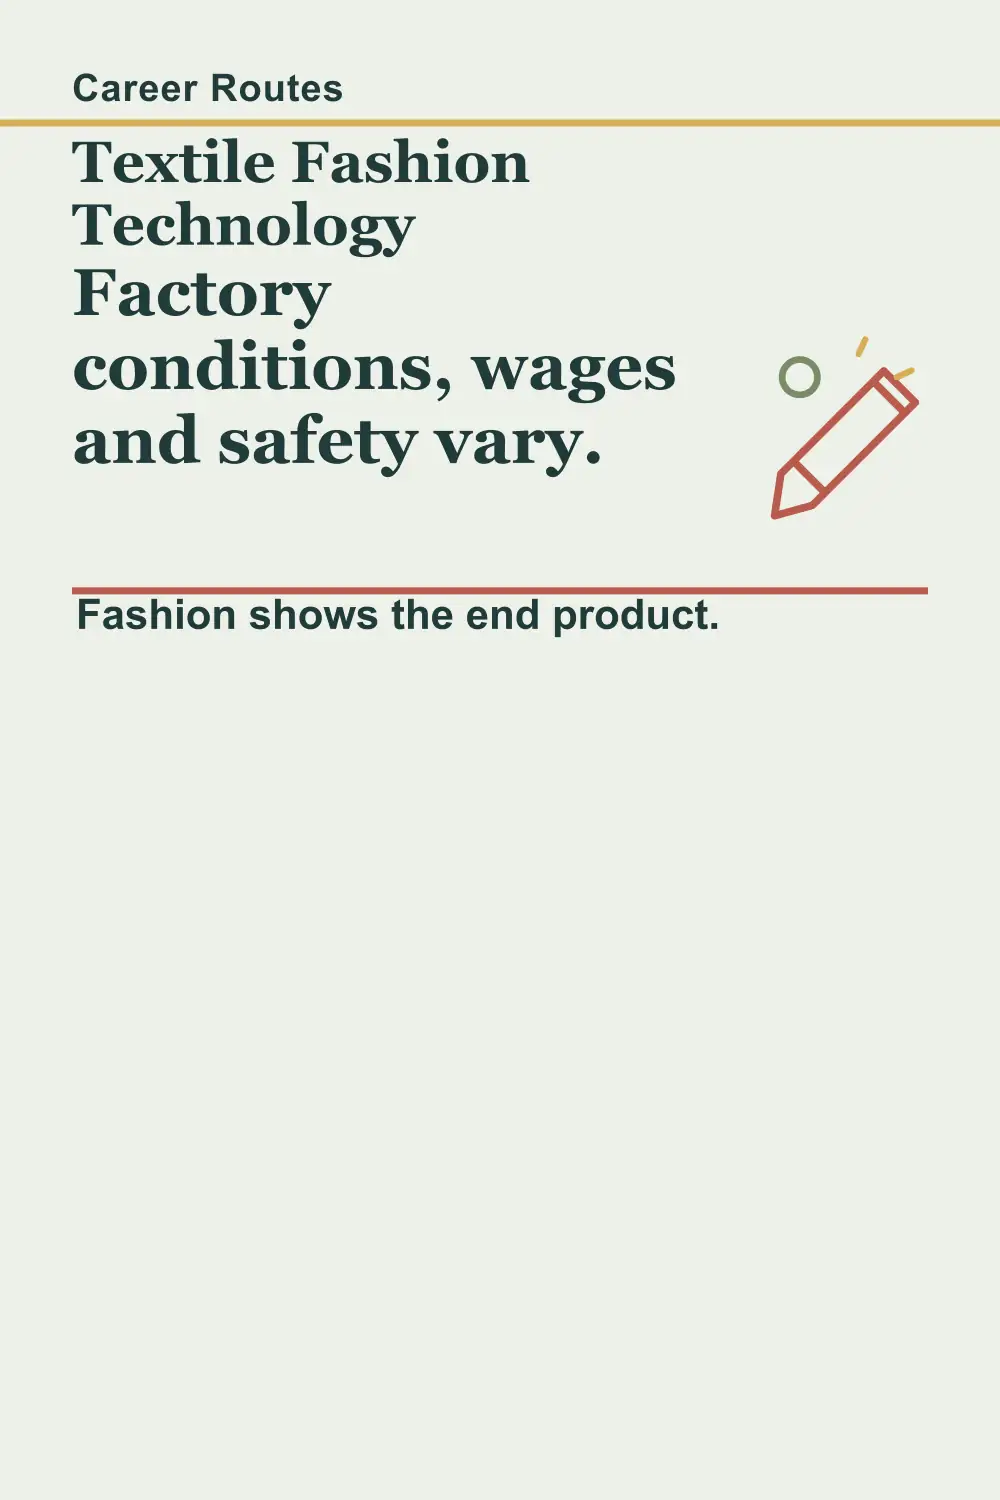 Career Routes
Textile Fashion
Technology
Factory
conditions, wages
and safety vary.
Fashion shows the end product.